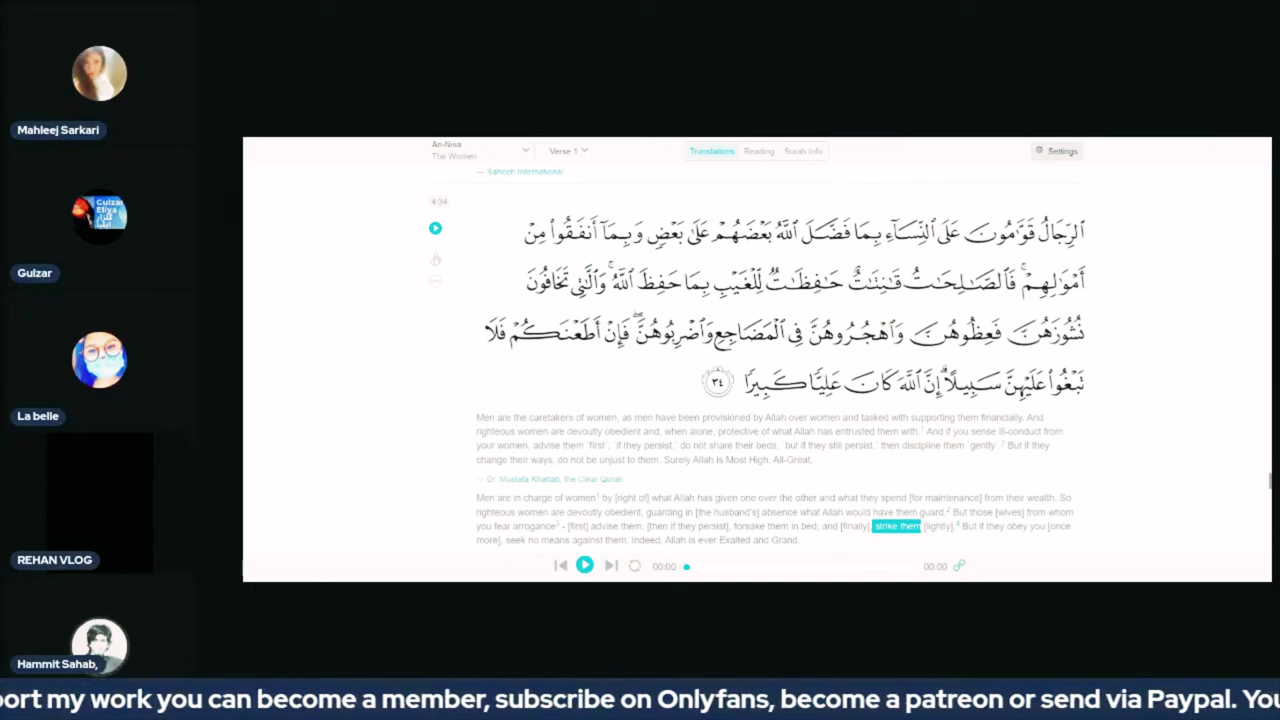 Mahleej Sarkari
Gulzar
Eliya
گلزار
ایلیا
Gulzar
La belle
REHAN VLOG
Hammit Sahab,
An-Nisa
The Women
Verse 1
Translations Reading Surah Info
Settings
— Saheeh International
4:34
ٱلرِّجَالُ قَوَّٰمُونَ عَلَى ٱلنِّسَآءِ بِمَا فَضَّلَ ٱللَّهُ بَعْضَهُمْ عَلَىٰ بَعْضٍ وَبِمَآ أَنفَقُوا۟ مِنْ
أَمْوَٰلِهِمْ ۚ فَٱلصَّـٰلِحَـٰتُ قَـٰنِتَـٰتٌ حَـٰفِظَـٰتٌ لِّلْغَيْبِ بِمَا حَفِظَ ٱللَّهُ ۚ وَٱلَّـٰتِى تَخَافُونَ
نُشُوزَهُنَّ فَعِظُوهُنَّ وَٱهْجُرُوهُنَّ فِى ٱلْمَضَاجِعِ وَٱضْرِبُوهُنَّ ۖ فَإِنْ أَطَعْنَكُمْ فَلَا
تَبْغُوا۟ عَلَيْهِنَّ سَبِيلًا ۗ إِنَّ ٱللَّهَ كَانَ عَلِيًّا كَبِيرًا ٣٤
Men are the caretakers of women, as men have been provisioned by Allah over women and tasked with supporting them financially. And
righteous women are devoutly obedient and, when alone, protective of what Allah has entrusted them with.1 And if you sense ill-conduct from
your women, advise them ˹first˺, ˹if they persist,˺ do not share their beds, ˹but if they still persist,˺ then discipline them ˹gently˺.2 But if they
change their ways, do not be unjust to them. Surely Allah is Most High, All-Great.
— Dr. Mustafa Khattab, the Clear Quran
Men are in charge of women1 by [right of] what Allah has given one over the other and what they spend [for maintenance] from their wealth. So
righteous women are devoutly obedient, guarding in [the husband's] absence what Allah would have them guard.2 But those [wives] from whom
you fear arrogance3 - [first] advise them; [then if they persist], forsake them in bed; and [finally] strike them [lightly].4 But if they obey you [once
more], seek no means against them. Indeed, Allah is ever Exalted and Grand.
00:00 00:00
port my work you can become a member, subscribe on Onlyfans, become a patreon or send via Paypal. You